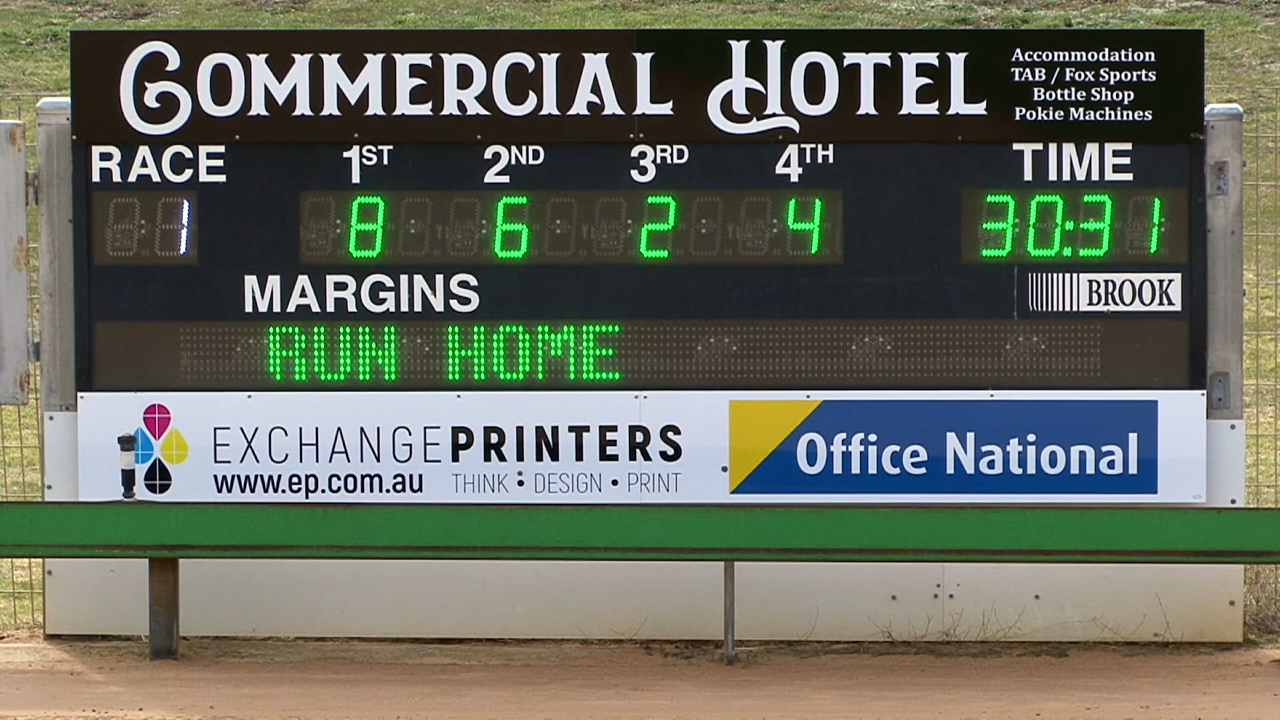 COMMERCIAL HOTEL
Accommodation
TAB / Fox Sports
Bottle Shop
Pokie Machines
RACE 1ST 2ND 3RD 4TH TIME
1 8 6 2 4 30:31
MARGINS
BROOK
RUN HOME
EXCHANGEPRINTERS
www.ep.com.au THINK • DESIGN • PRINT
Office National